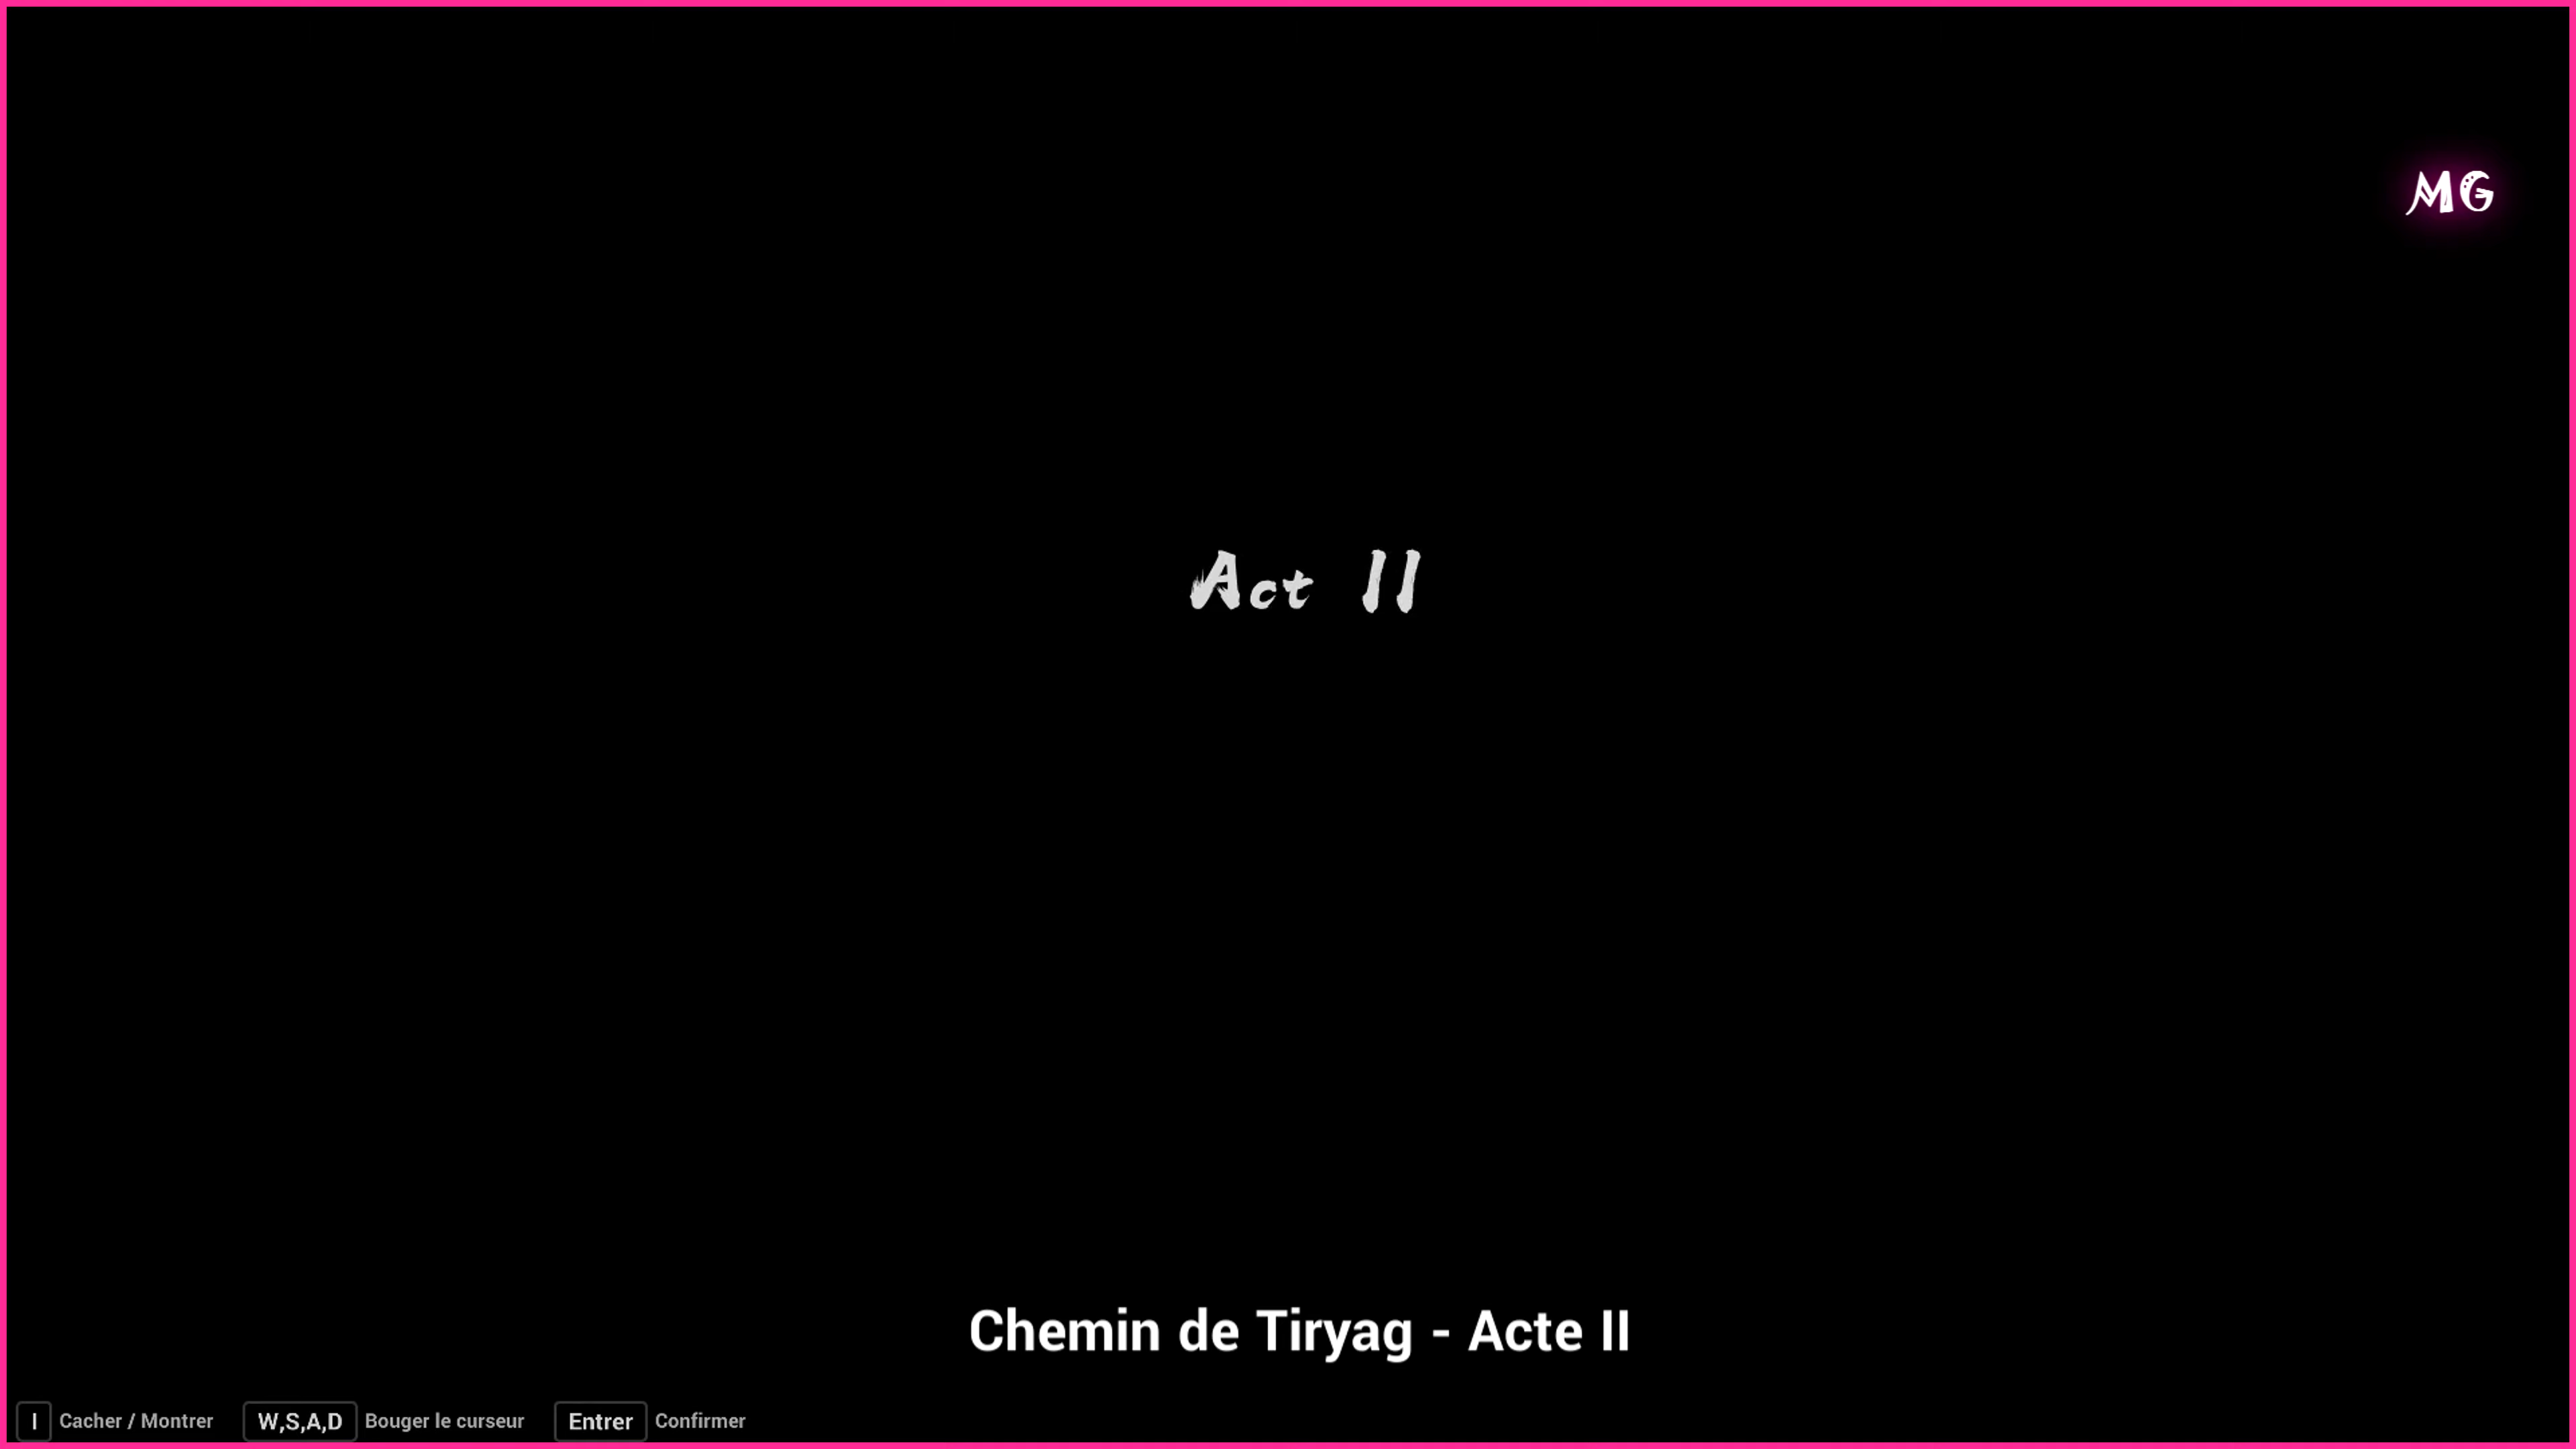 MG
Act II
Chemin de Tiryag - Acte II
I Cacher / Montrer W,S,A,D Bouger le curseur Entrer Confirmer